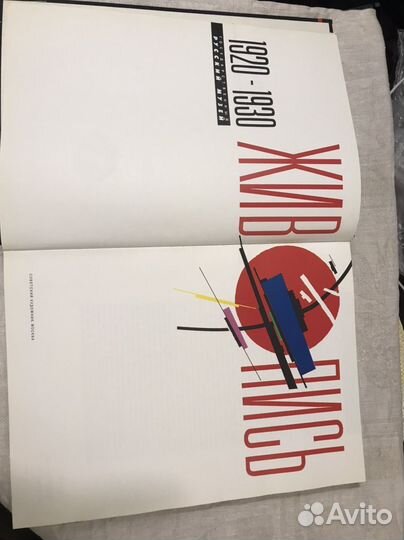 1920 - 1930
ГОСУДАРСТВЕННЫЙ
РУССКИЙ МУЗЕЙ
ЖИВОПИСЬ
СОВЕТСКИЙ ХУДОЖНИК. МОСКВА
Avito